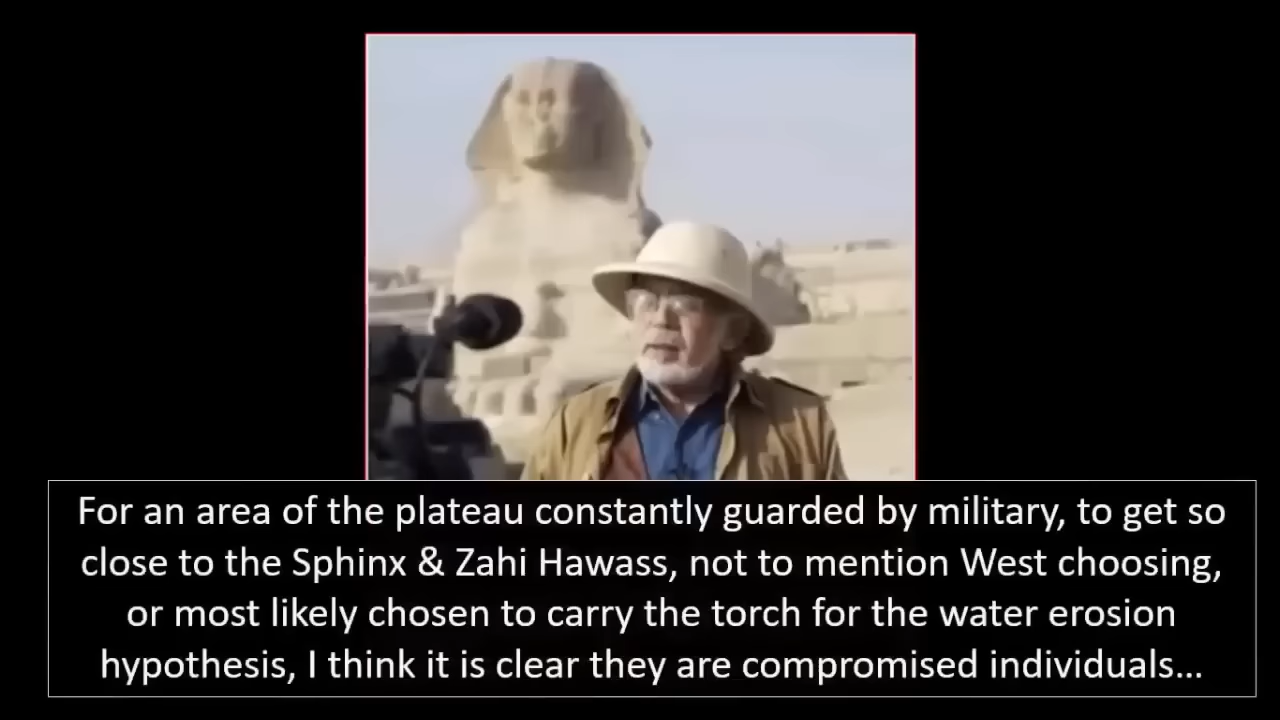 For an area of the plateau constantly guarded by military, to get so
close to the Sphinx & Zahi Hawass, not to mention West choosing,
or most likely chosen to carry the torch for the water erosion
hypothesis, I think it is clear they are compromised individuals...